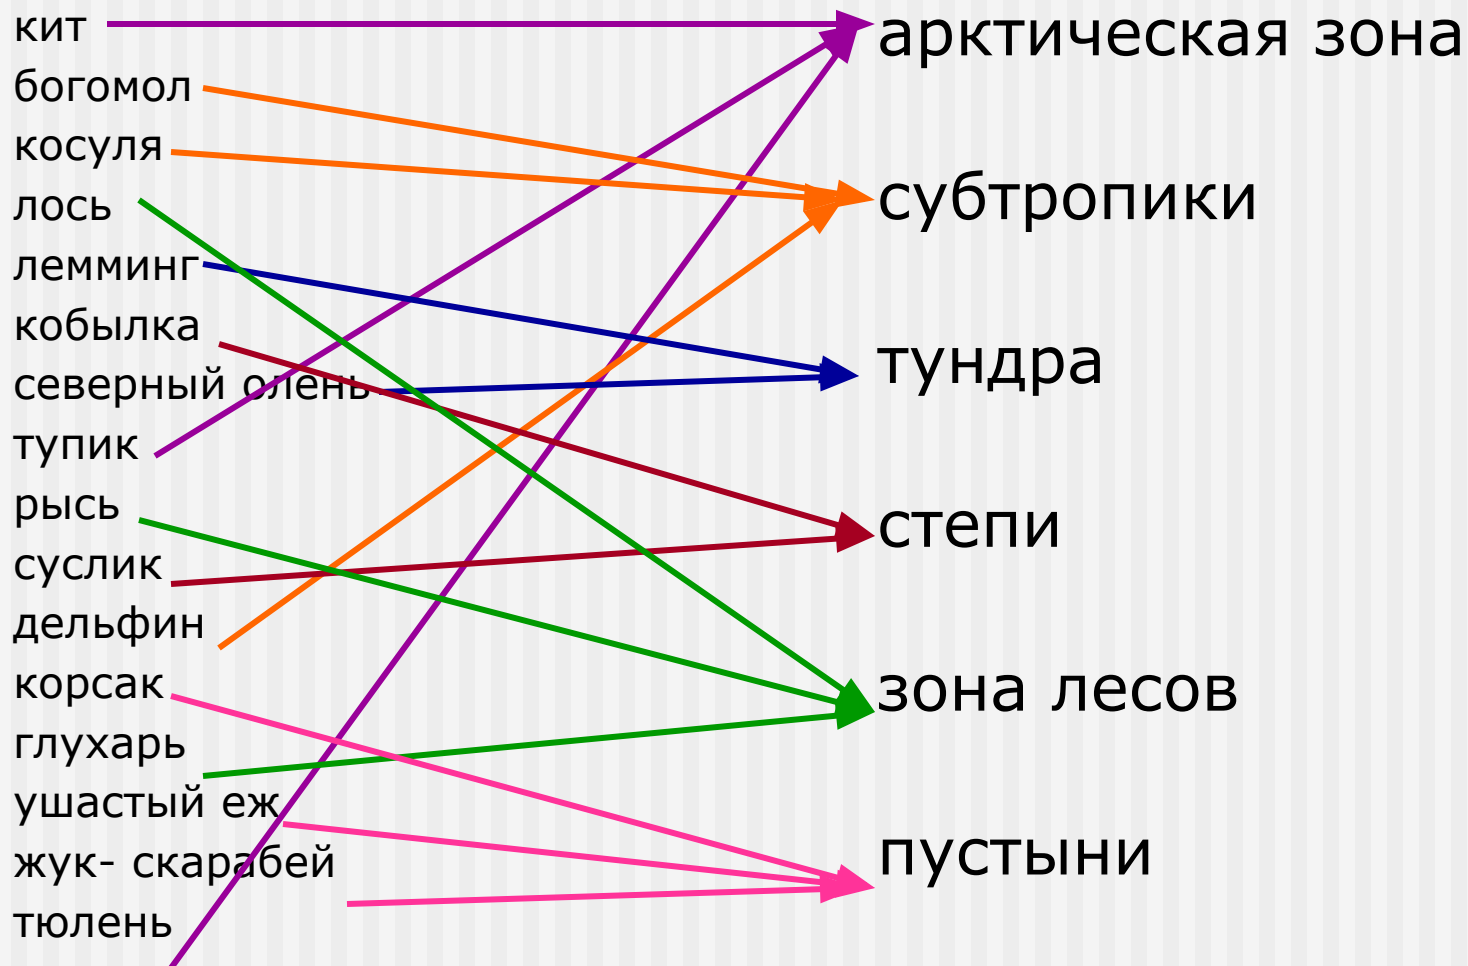 кит
богомол
косуля
лось
лемминг
кобылка
северный олень
тупик
рысь
суслик
дельфин
корсак
глухарь
ушастый еж
жук- скарабей
тюлень
арктическая зона
субтропики
тундра
степи
зона лесов
пустыни